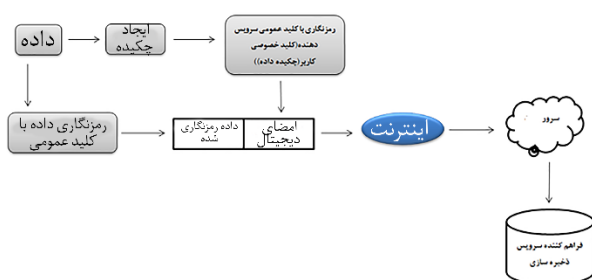 داده
ایجاد
چکیده
رمزنگاری با کلید عمومی سرویس
دهنده(کلید خصوصی
کاربر(چکیده داده))
رمزنگاری داده با
کلید عمومی
داده رمزنگاری
شده
امضای
دیجیتال
اینترنت
سرور
فراهم کننده سرویس
ذخیره سازی